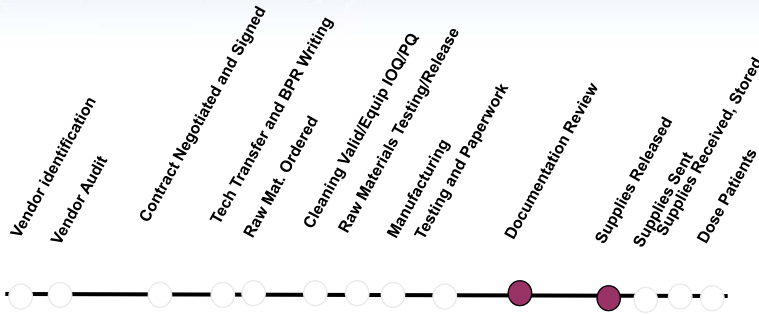 Vendor identification
Vendor Audit
Contract Negotiated and Signed
Tech Transfer and BPR Writing
Raw Mat. Ordered
Cleaning Valid/Equip IOQ/PQ
Raw Materials Testing/Release
Manufacturing
Testing and Paperwork
Documentation Review
Supplies Released
Supplies Sent
Supplies Received, Stored
Dose Patients